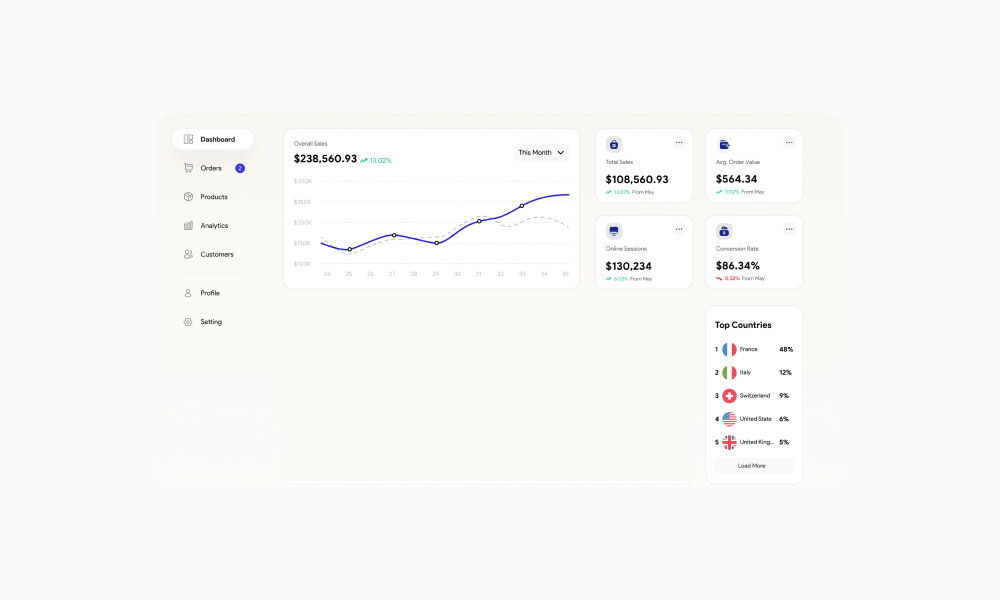 Dashboard
Orders 2
Products
Analytics
Customers
Profile
Setting
Overall Sales
$238,560.93 13.02%
This Month
$300K
$250K
$200K
$150K
$100K
24 25 26 27 28 29 30 31 32 33 34 35
Total Sales
$108,560.93
13.02% From May
Avg. Order Value
$564.34
3.02% From May
Online Sessions
$130,234
6.02% From May
Conversion Rate
$86.34%
0.32% From May
Top Countries
1 France 48%
2 Italy 12%
3 Switzerland 9%
4 United State 6%
5 United King... 5%
Load More